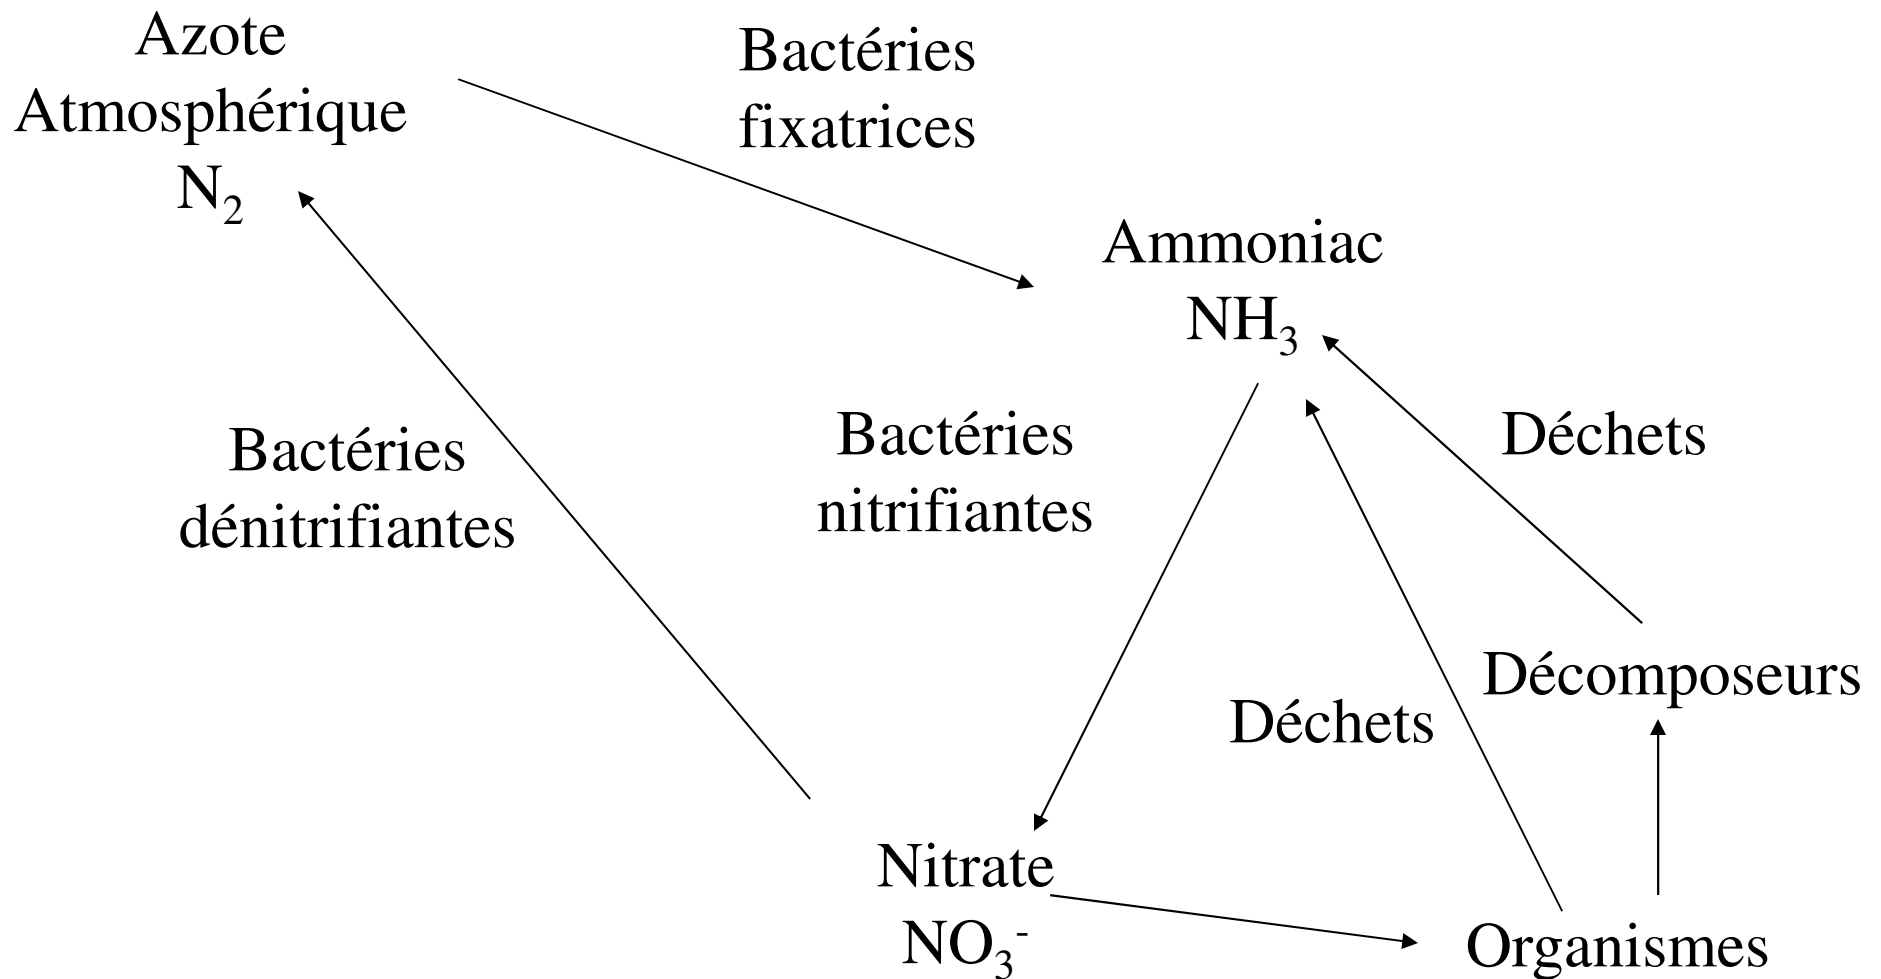 Azote
Atmosphérique
N₂
Bactéries
fixatrices
Ammoniac
NH₃
Bactéries
dénitrifiantes
Bactéries
nitrifiantes
Déchets
Décomposeurs
Déchets
Nitrate
NO₃⁻
Organismes